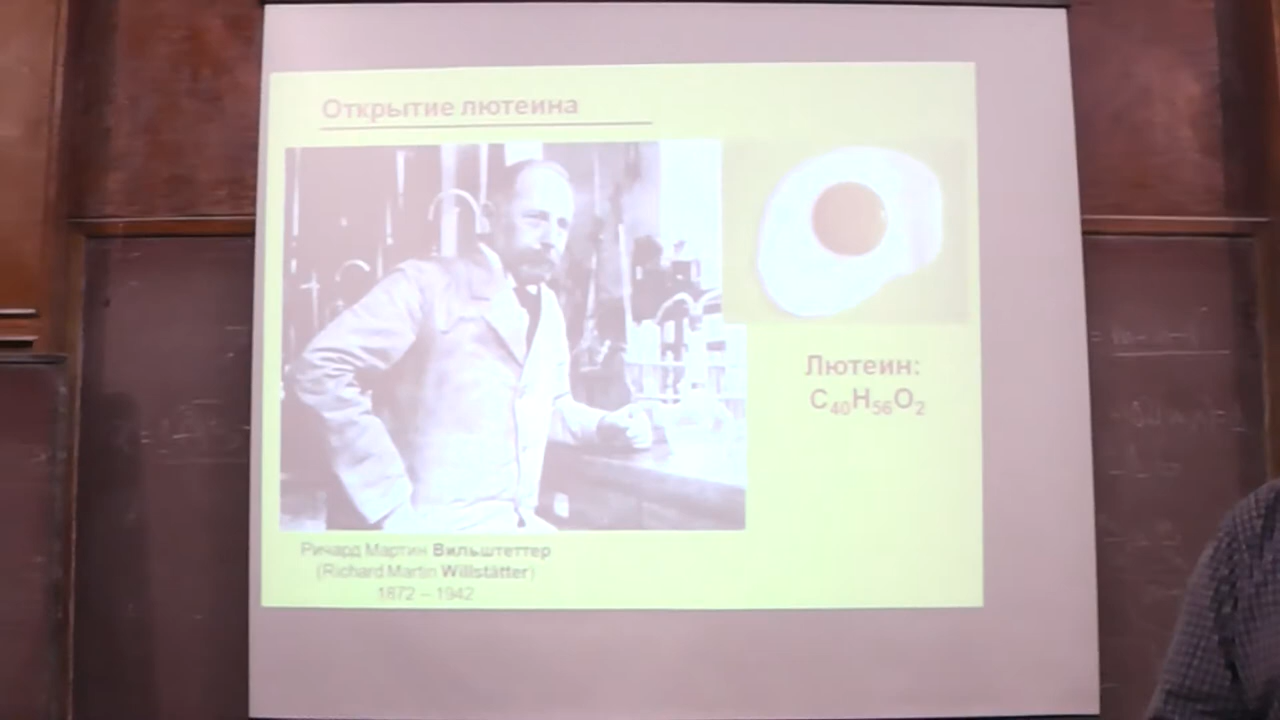 Открытие лютеина
Лютеин:
C₄₀H₅₆O₂
Ричард Мартин Вильштеттер
(Richard Martin Willstätter)
1872 – 1942